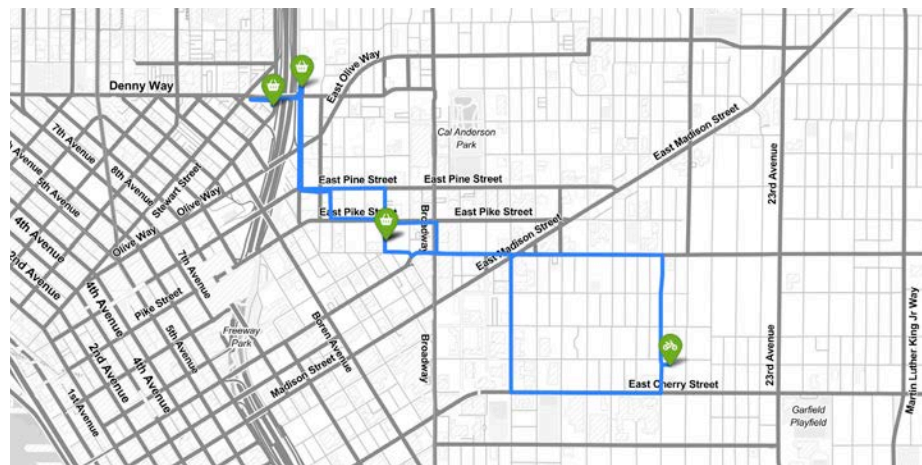 Denny Way
East Olive Way
7th Avenue
Cal Anderson
Park
8th Avenue
Stewart Street
5th Avenue
Olive Way
East Madison Street
23rd Avenue
East Pine Street
East Pine Street
East Pike Street
Broadway
East Pike Street
4th Avenue
Olive Way
7th Avenue
East Madison Street
2nd Avenue
4th Avenue
Pike Street
Freeway
Park
Boren Avenue
5th Avenue
2nd Avenue
4th Avenue
Madison Street
Broadway
23rd Avenue
Martin Luther King Jr Way
East Cherry Street
1st Avenue
Garfield
Playfield